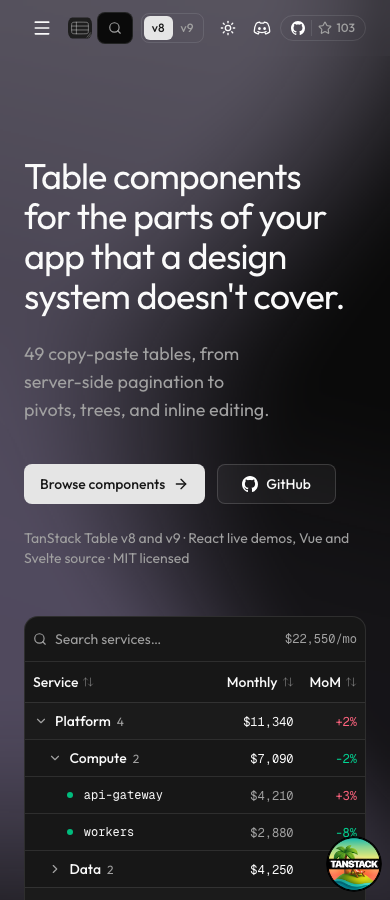 v8 v9 103
Table components
for the parts of your
app that a design
system doesn't cover.
49 copy-paste tables, from
server-side pagination to
pivots, trees, and inline editing.
Browse components → GitHub
TanStack Table v8 and v9 · React live demos, Vue and
Svelte source · MIT licensed
Search services... $22,550/mo
Service ↑↓ Monthly ↑↓ MoM ↑↓
Platform 4 $11,340 +2%
Compute 2 $7,090 -2%
api-gateway $4,210 +3%
workers $2,880 -8%
Data 2 $4,250
TANSTACK